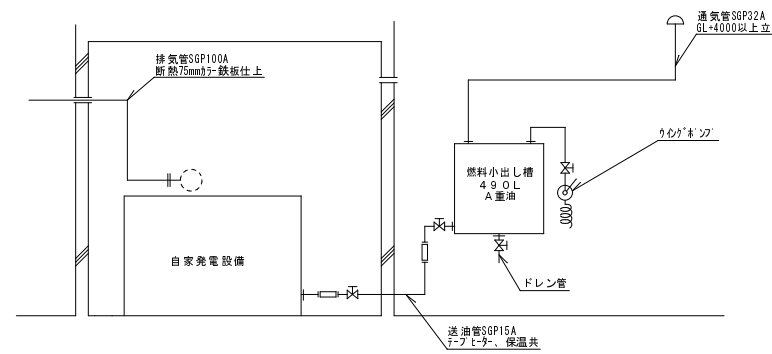 通気管SGP32A
GL+4000以上立
排気管SGP100A
断熱75mmｶﾗｰ鉄板仕上
ｳｲﾝｸﾞﾎﾟﾝﾌﾟ
燃料小出し槽
４９０Ｌ
Ａ重油
自家発電設備
ドレン管
送油管SGP15A
ﾃｰﾌﾟﾋｰﾀｰ、保温共